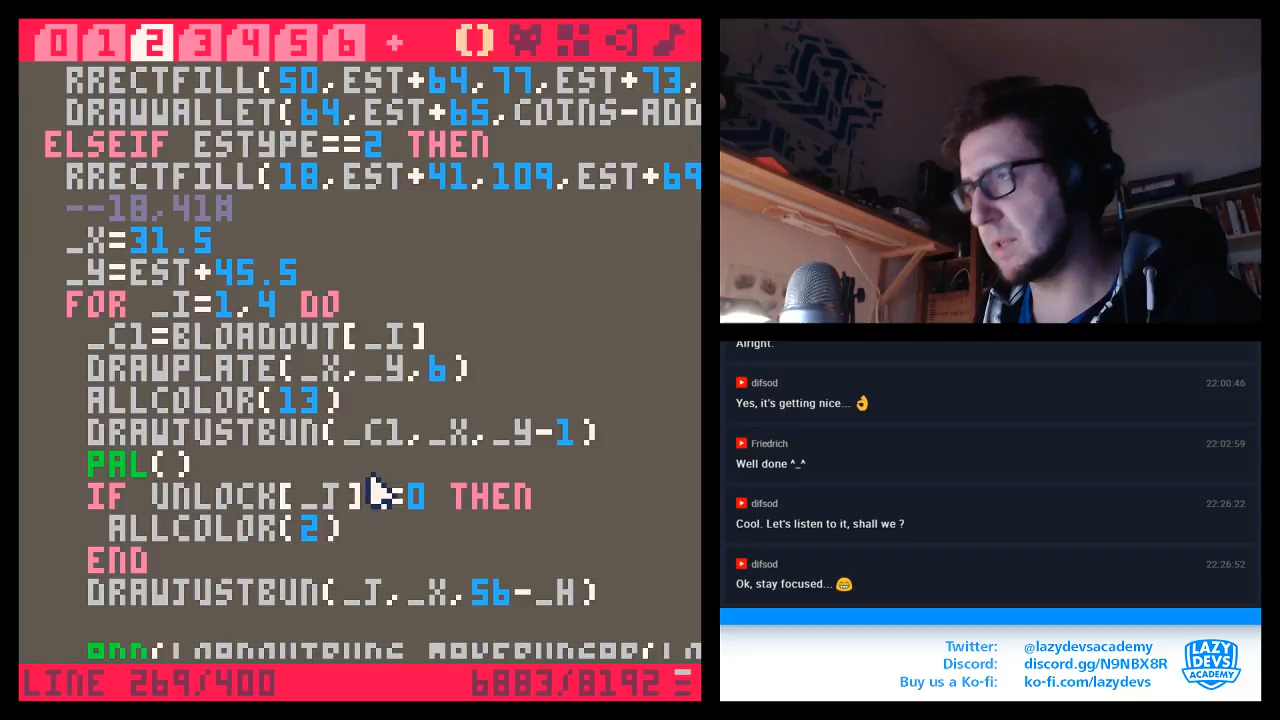 0 1 2 3 4 5 6 + ()
RRECTFILL(50,EST+64,77,EST+73,
DRAWWALLET(64,EST+65,COINS-ADD
ELSEIF ESTYPE==2 THEN
RRECTFILL(18,EST+41,109,EST+69
--18,41A
_X=31.5
_Y=EST+45.5
FOR _I=1,4 DO
_C1=BLOADOUT[_I]
DRAWPLATE(_X,_Y,6)
ALLCOLOR(13)
DRAWJUSTBUN(_C1,_X,_Y-1)
PAL()
IF UNLOCK[_J]==0 THEN
ALLCOLOR(2)
END
DRAWJUSTBUN(_J,_X,56-_H)
LINE 269/400 6883/8192
Alright.
difsod 22:00:46
Yes, it's getting nice... 👌
Friedrich 22:02:59
Well done ^_^
difsod 22:26:22
Cool. Let's listen to it, shall we ?
difsod 22:26:52
Ok, stay focused... 😂
Twitter: @lazydevsacademy
Discord: discord.gg/N9NBX8R
Buy us a Ko-fi: ko-fi.com/lazydevs
LAZY
DEVS
ACADEMY